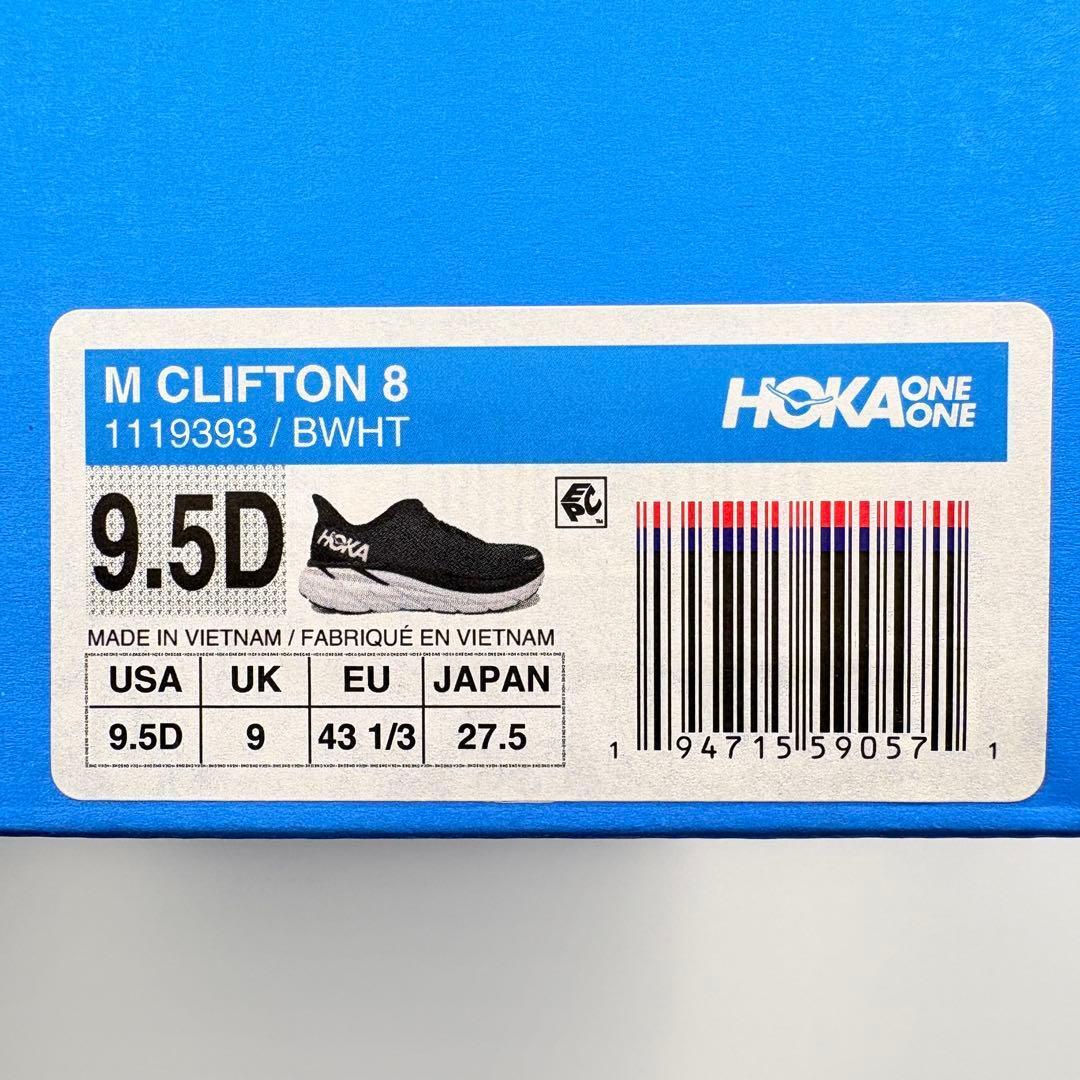 M CLIFTON 8
1119393 / BWHT
HOKA ONE ONE
9.5D
HOKA
EPC™
MADE IN VIETNAM / FABRIQUÉ EN VIETNAM
USA UK EU JAPAN
9.5D 9 43 1/3 27.5
1 94715 59057 1